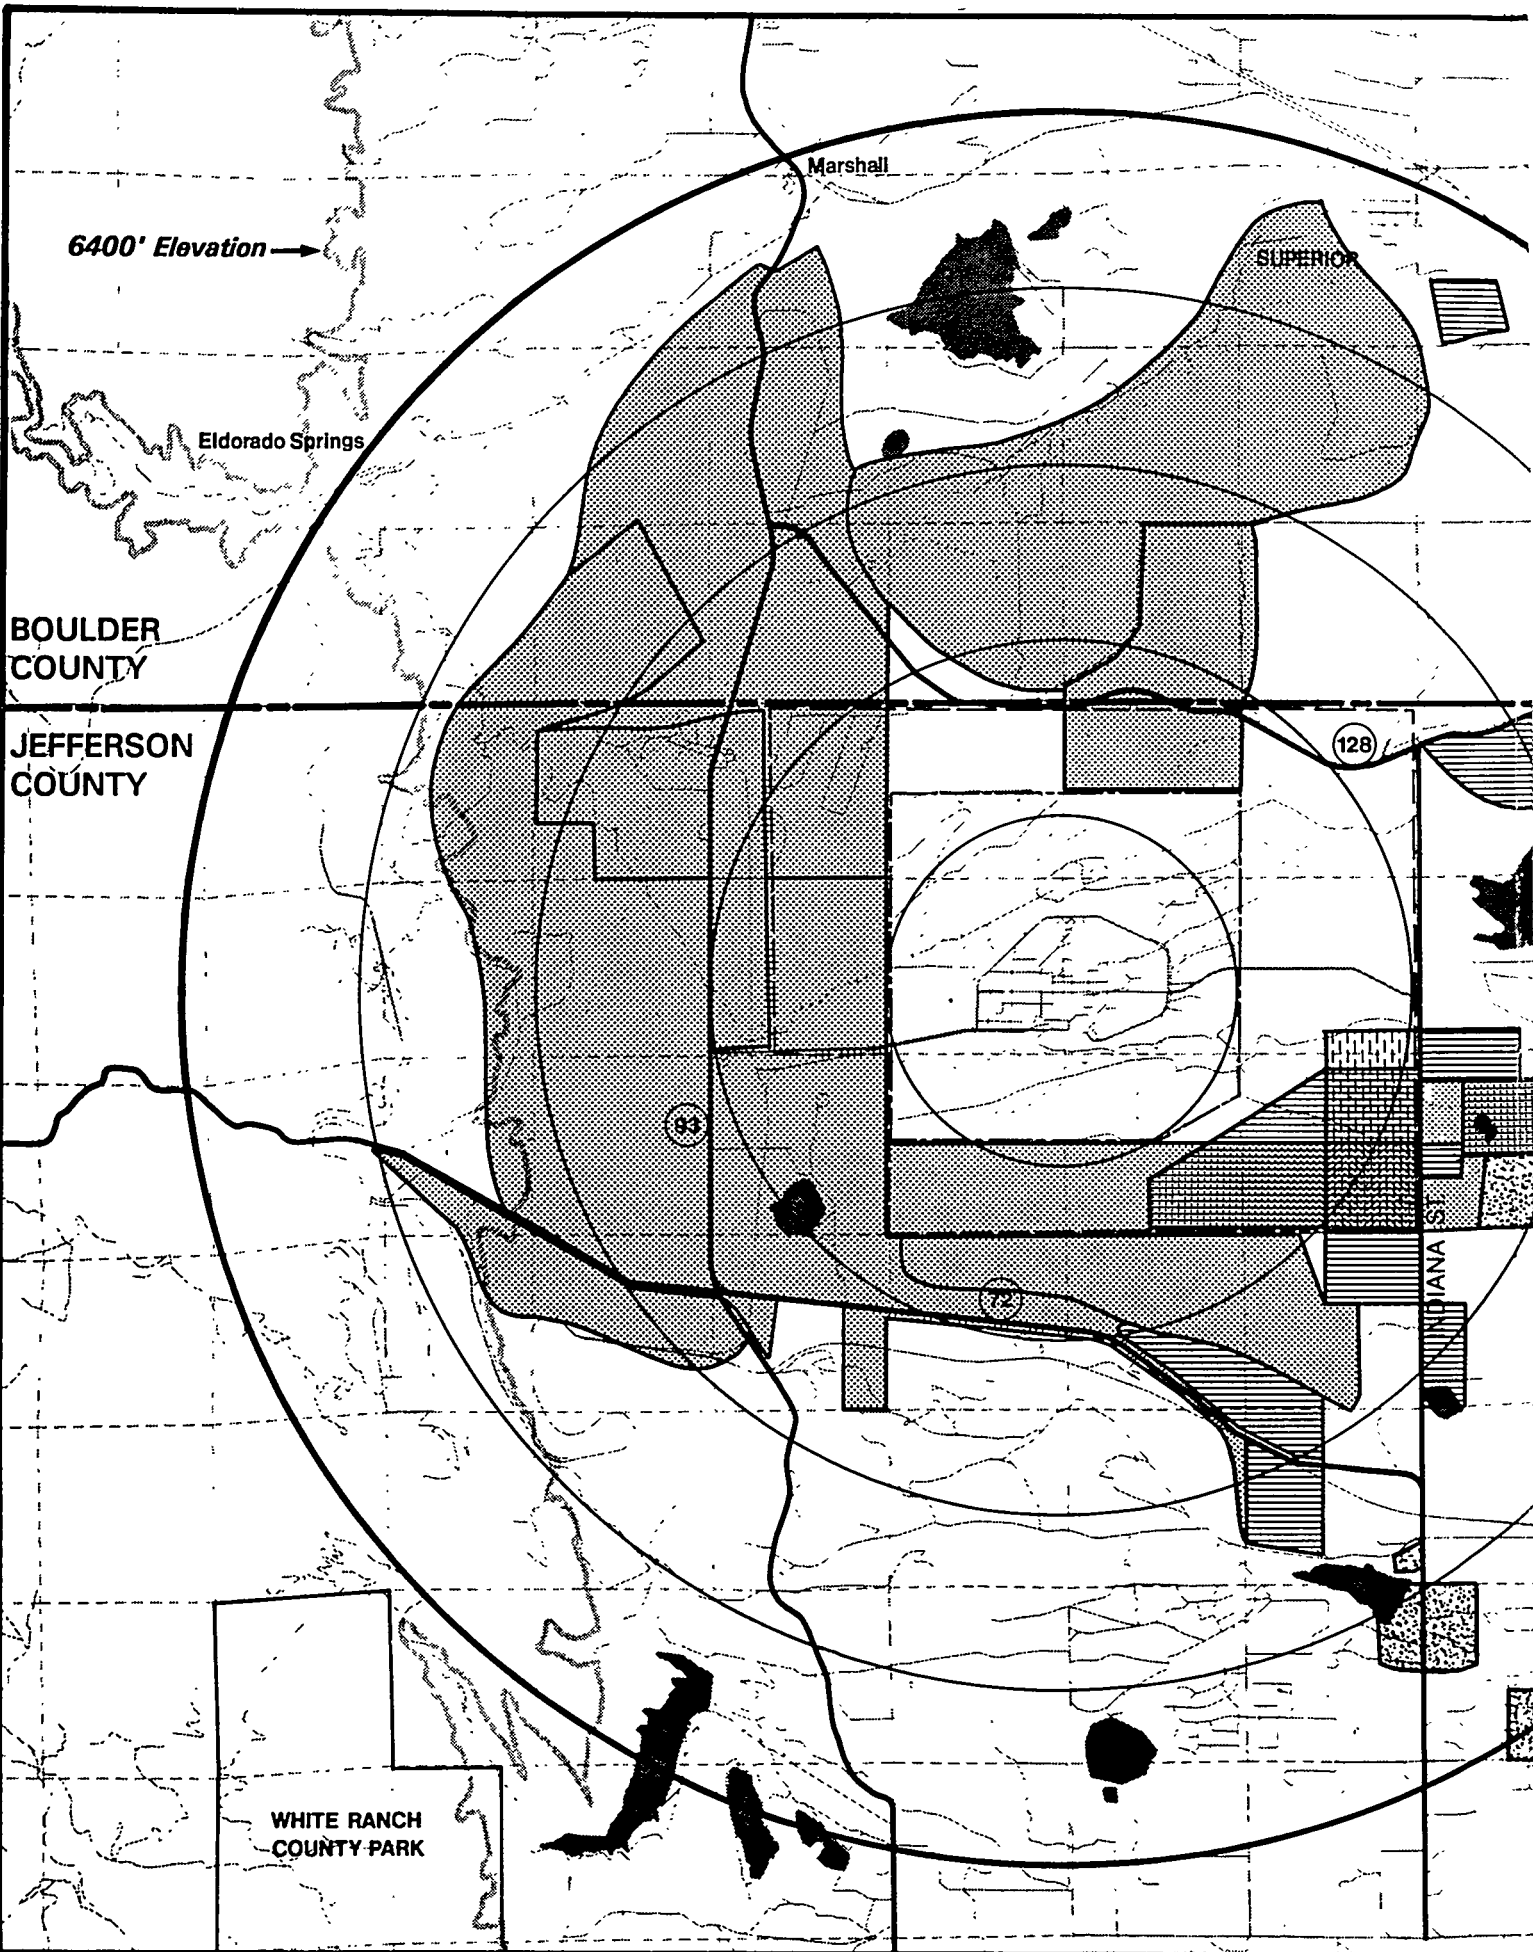 Marshall
6400' Elevation
SUPERIOR
Eldorado Springs
BOULDER
COUNTY
JEFFERSON
COUNTY
128
93
INDIANA ST
72
WHITE RANCH
COUNTY PARK